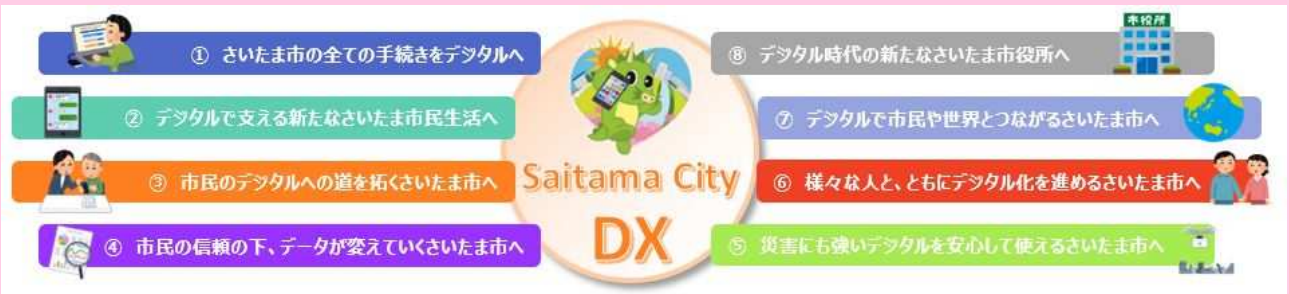 ① さいたま市の全ての手続きをデジタルへ
② デジタルで支える新たなさいたま市民生活へ
③ 市民のデジタルへの道を拓くさいたま市へ
④ 市民の信頼の下、データが変えていくさいたま市へ
Saitama City
DX
市役所
⑧ デジタル時代の新たなさいたま市役所へ
⑦ デジタルで市民や世界とつながるさいたま市へ
⑥ 様々な人と、ともにデジタル化を進めるさいたま市へ
⑤ 災害にも強いデジタルを安心して使えるさいたま市へ